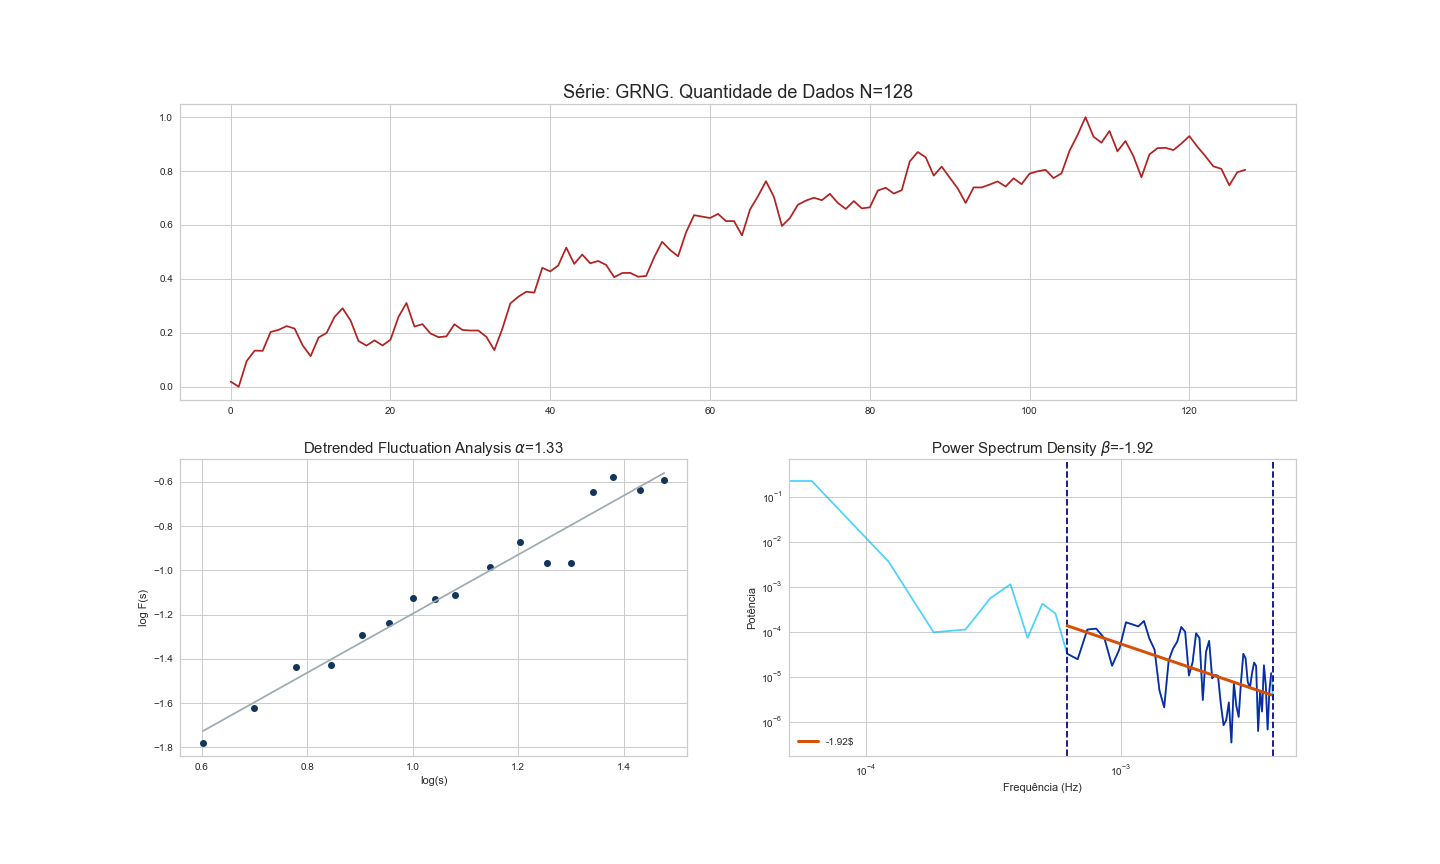 Série: GRNG. Quantidade de Dados N=128
1.0
0.8
0.6
0.4
0.2
0.0
0 20 40 60 80 100 120
Detrended Fluctuation Analysis α=1.33
−0.6
−0.8
−1.0
−1.2
−1.4
−1.6
−1.8
log F(s)
0.6 0.8 1.0 1.2 1.4
log(s)
Power Spectrum Density β=-1.92
10⁻¹
10⁻²
10⁻³
10⁻⁴
10⁻⁵
10⁻⁶
Potência
-1.92$
10⁻⁴ 10⁻³
Frequência (Hz)